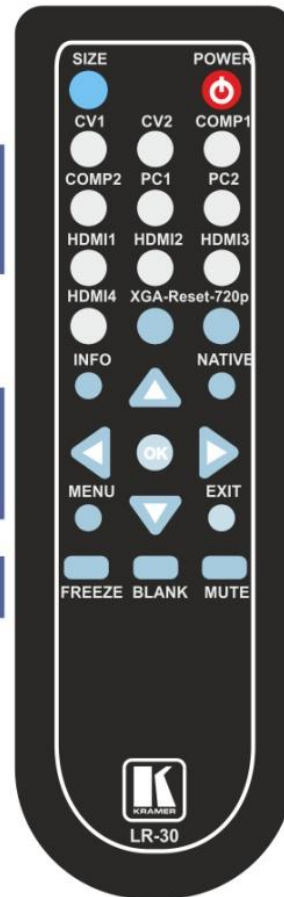 SIZE POWER
CV1 CV2 COMP1
COMP2 PC1 PC2
HDMI1 HDMI2 HDMI3
HDMI4 XGA-Reset-720p
INFO NATIVE
OK
MENU EXIT
FREEZE BLANK MUTE
K
KRAMER
LR-30